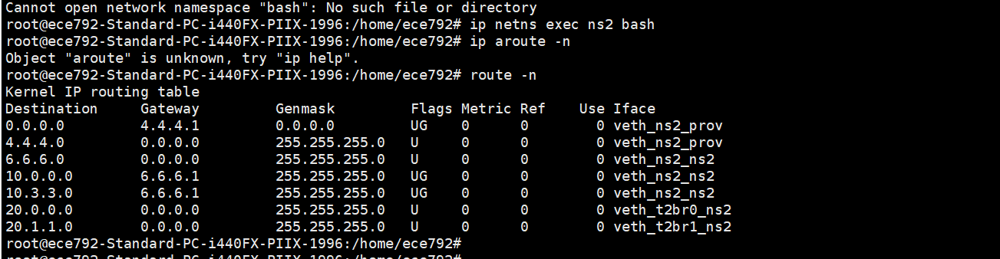 Cannot open network namespace "bash": No such file or directory
root@ece792-Standard-PC-i440FX-PIIX-1996:/home/ece792# ip netns exec ns2 bash
root@ece792-Standard-PC-i440FX-PIIX-1996:/home/ece792# ip aroute -n
Object "aroute" is unknown, try "ip help".
root@ece792-Standard-PC-i440FX-PIIX-1996:/home/ece792# route -n
Kernel IP routing table
Destination     Gateway         Genmask         Flags Metric Ref    Use Iface
0.0.0.0         4.4.4.1         0.0.0.0         UG    0      0        0 veth_ns2_prov
4.4.4.0         0.0.0.0         255.255.255.0   U     0      0        0 veth_ns2_prov
6.6.6.0         0.0.0.0         255.255.255.0   U     0      0        0 veth_ns2_ns2
10.0.0.0        6.6.6.1         255.255.255.0   UG    0      0        0 veth_ns2_ns2
10.3.3.0        6.6.6.1         255.255.255.0   UG    0      0        0 veth_ns2_ns2
20.0.0.0        0.0.0.0         255.255.255.0   U     0      0        0 veth_t2br0_ns2
20.1.1.0        0.0.0.0         255.255.255.0   U     0      0        0 veth_t2br1_ns2
root@ece792-Standard-PC-i440FX-PIIX-1996:/home/ece792#
root@ece792-Standard-PC-i440FX-PIIX-1996:/home/ece792#